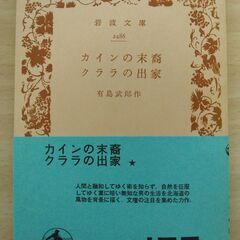 岩波文庫
2486
カインの末裔
クララの出家
有島武郎作
カインの末裔
クララの出家 ★
人間と融和してゆく術を知らず、自然を征服
してゆく業に暗い無知な男の生活を北海道の
風物を背景に描く、文壇の注目を集めた力作。